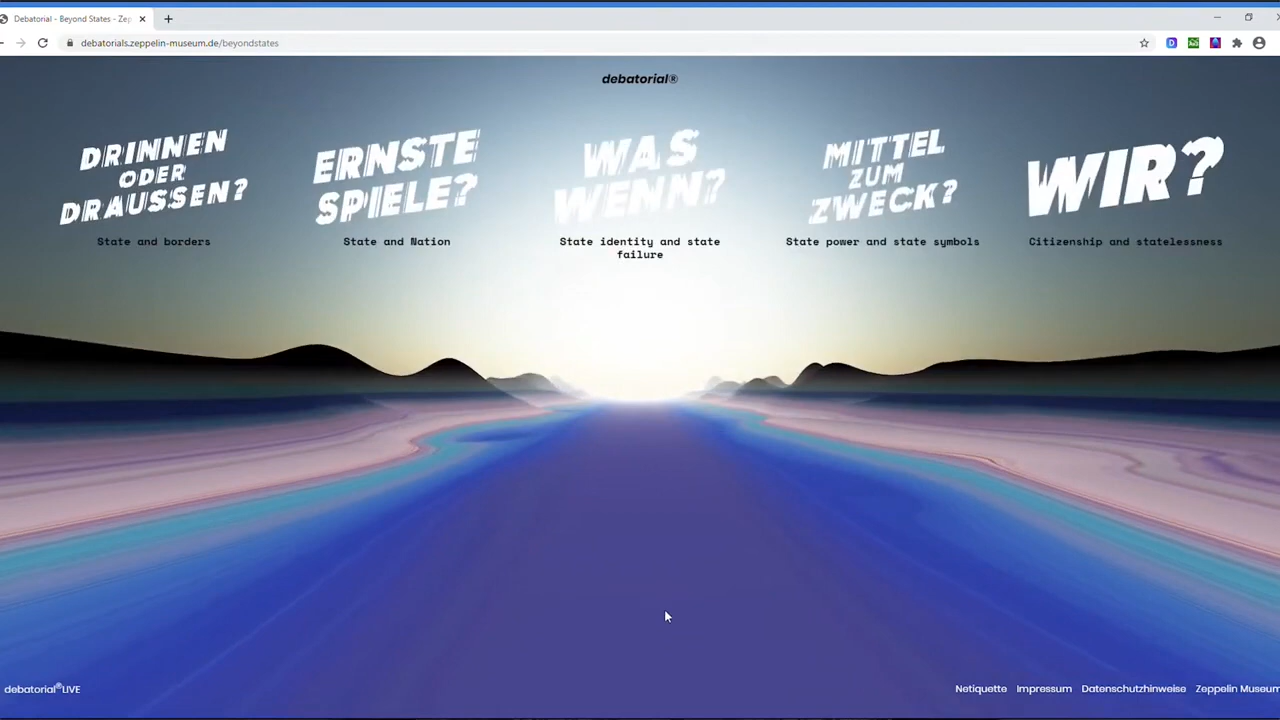 Debatorial - Beyond States - Zep
debatorials.zeppelin-museum.de/beyondstates
debatorial®
DRINNEN
ODER
DRAUSSEN?
State and borders
ERNSTE
SPIELE?
State and Nation
WAS
WENN?
State identity and state
failure
MITTEL
ZUM
ZWECK?
State power and state symbols
WIR?
Citizenship and statelessness
debatorial®LIVE
Netiquette Impressum Datenschutzhinweise Zeppelin Museum